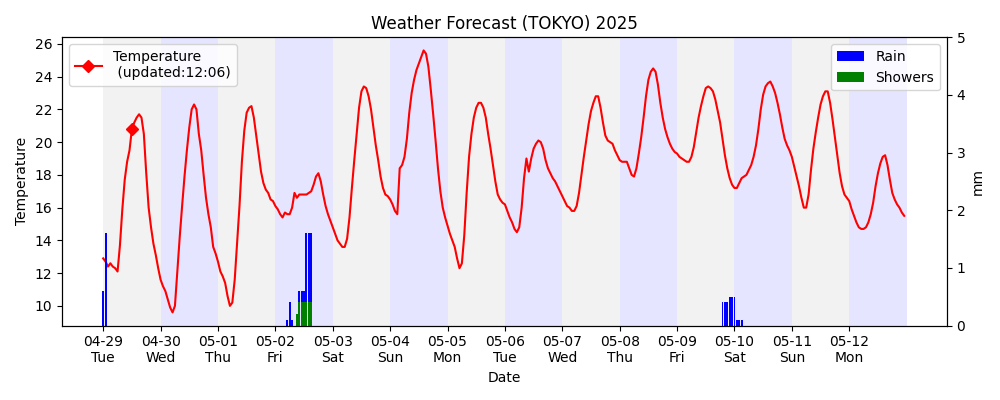 Weather Forecast (TOKYO) 2025
Temperature
(updated:12:06)
Rain
Showers
Temperature
26
24
22
20
18
16
14
12
10
5
4
3
2
1
0
mm
04-29 04-30 05-01 05-02 05-03 05-04 05-05 05-06 05-07 05-08 05-09 05-10 05-11 05-12
Tue Wed Thu Fri Sat Sun Mon Tue Wed Thu Fri Sat Sun Mon
Date